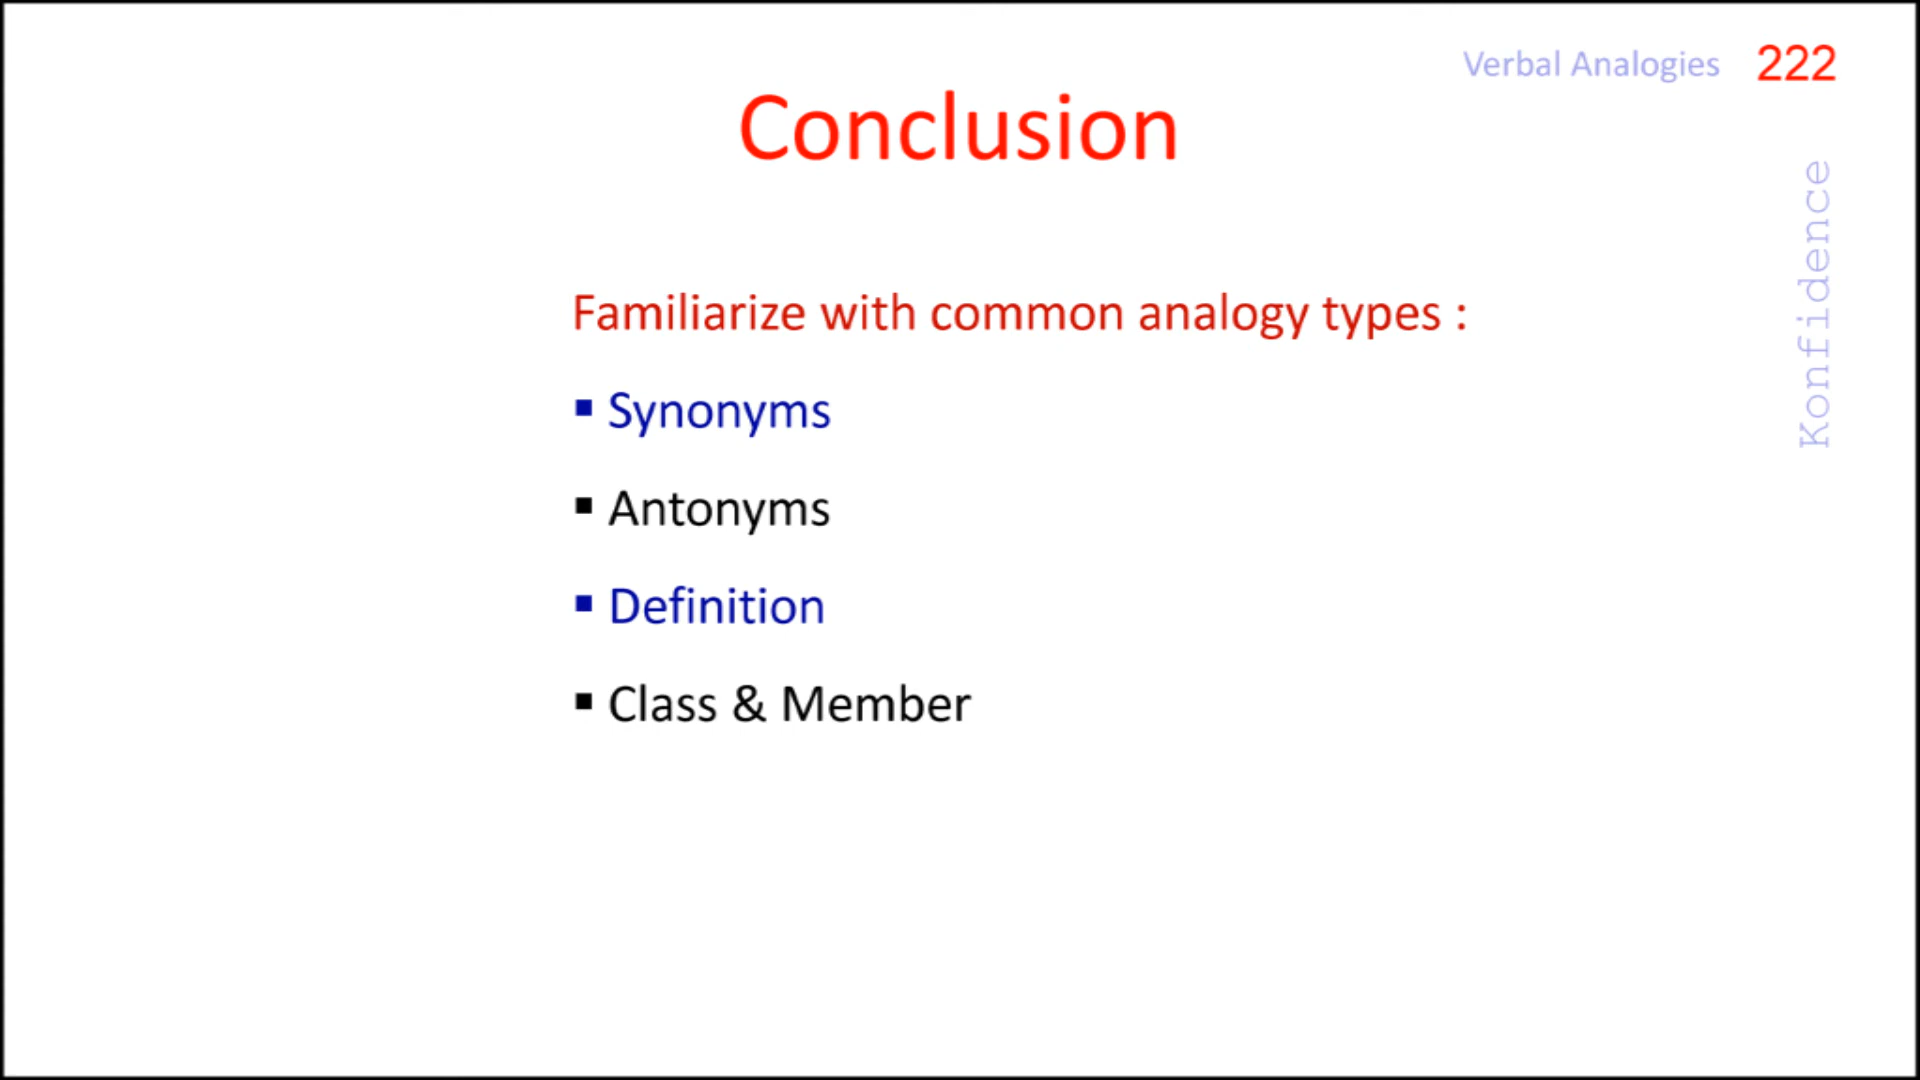 Verbal Analogies 222
Conclusion
Konfidence
Familiarize with common analogy types :
▪ Synonyms
▪ Antonyms
▪ Definition
▪ Class & Member